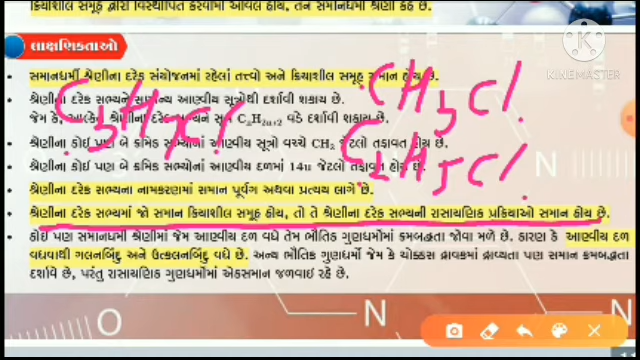 ક્રિયાશીલ સમૂહ દ્વારા વિસ્થાપિત કરવામાં આવેલ હોય, તેને સમાનધર્મી શ્રેણી કહે છે.
લાક્ષણિકતાઓ
• સમાનધર્મી શ્રેણીના દરેક સંયોજનમાં રહેલાં તત્ત્વો અને ક્રિયાશીલ સમૂહ સમાન હોય છે.
• શ્રેણીના દરેક સભ્યને સામાન્ય આણ્વીય સૂત્રોથી દર્શાવી શકાય છે.
જેમ કે, આલ્કેન શ્રેણીના દરેક સભ્યને સૂત્ર CₙH₂ₙ₊₂ વડે દર્શાવી શકાય છે.
• શ્રેણીના કોઈ પણ બે ક્રમિક સભ્યોનાં આણ્વીય સૂત્રો વચ્ચે CH₂ જેટલો તફાવત હોય છે.
• શ્રેણીના કોઈ પણ બે ક્રમિક સભ્યોનાં આણ્વીય દળમાં 14u જેટલો તફાવત હોય છે.
• શ્રેણીના દરેક સભ્યના નામકરણમાં સમાન પૂર્વગ અથવા પ્રત્યય લાગે છે.
• શ્રેણીના દરેક સભ્યમાં જો સમાન ક્રિયાશીલ સમૂહ હોય, તો તે શ્રેણીના દરેક સભ્યની રાસાયણિક પ્રક્રિયાઓ સમાન હોય છે.
• કોઈ પણ સમાનધર્મી શ્રેણીમાં જેમ આણ્વીય દળ વધે તેમ ભૌતિક ગુણધર્મોમાં ક્રમબદ્ધતા જોવા મળે છે. કારણ કે આણ્વીય દળ
વધવાથી ગલનબિંદુ અને ઉત્કલનબિંદુ વધે છે. અન્ય ભૌતિક ગુણધર્મો જેમ કે ચોક્કસ દ્રાવકમાં દ્રાવ્યતા પણ સમાન ક્રમબદ્ધતા
દર્શાવે છે, પરંતુ રાસાયણિક ગુણધર્મોમાં એકસમાન જળવાઈ રહે છે.
CH₃Cl
C₂H₅Cl
C₃H₇Cl
KINEMASTER
O
N
N